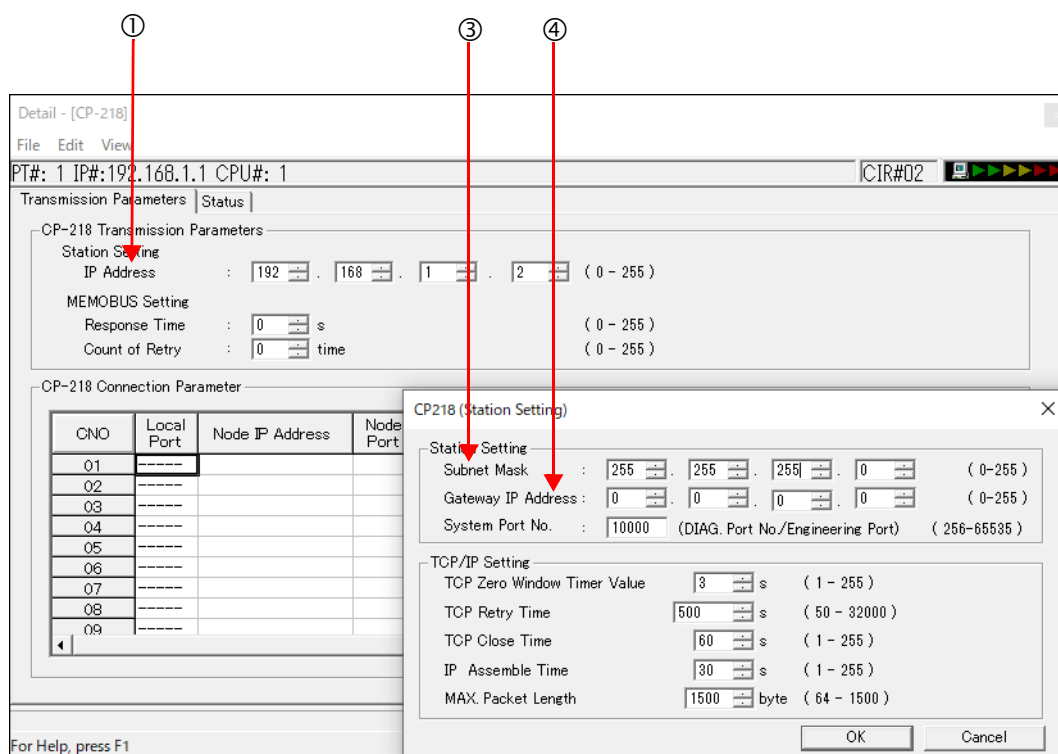 ① ③ ④
Detail - [CP-218]
File Edit View
PT#: 1 IP#:192.168.1.1 CPU#: 1 CIR#02
Transmission Parameters Status
CP-218 Transmission Parameters
Station Setting
IP Address : 192 . 168 . 1 . 2 ( 0 - 255 )
MEMOBUS Setting
Response Time : 0 s ( 0 - 255 )
Count of Retry : 0 time ( 0 - 255 )
CP-218 Connection Parameter
CNO Local Port Node IP Address Node Port
01 -----
02 -----
03 -----
04 -----
05 -----
06 -----
07 -----
08 -----
09 -----
For Help, press F1
CP218 (Station Setting)
Station Setting
Subnet Mask : 255 . 255 . 255 . 0 ( 0-255 )
Gateway IP Address : 0 . 0 . 0 . 0 ( 0-255 )
System Port No. : 10000 (DIAG. Port No./Engineering Port) ( 256-65535 )
TCP/IP Setting
TCP Zero Window Timer Value 3 s ( 1 - 255 )
TCP Retry Time 500 s ( 50 - 32000 )
TCP Close Time 60 s ( 1 - 255 )
IP Assemble Time 30 s ( 1 - 255 )
MAX. Packet Length 1500 byte ( 64 - 1500 )
OK Cancel